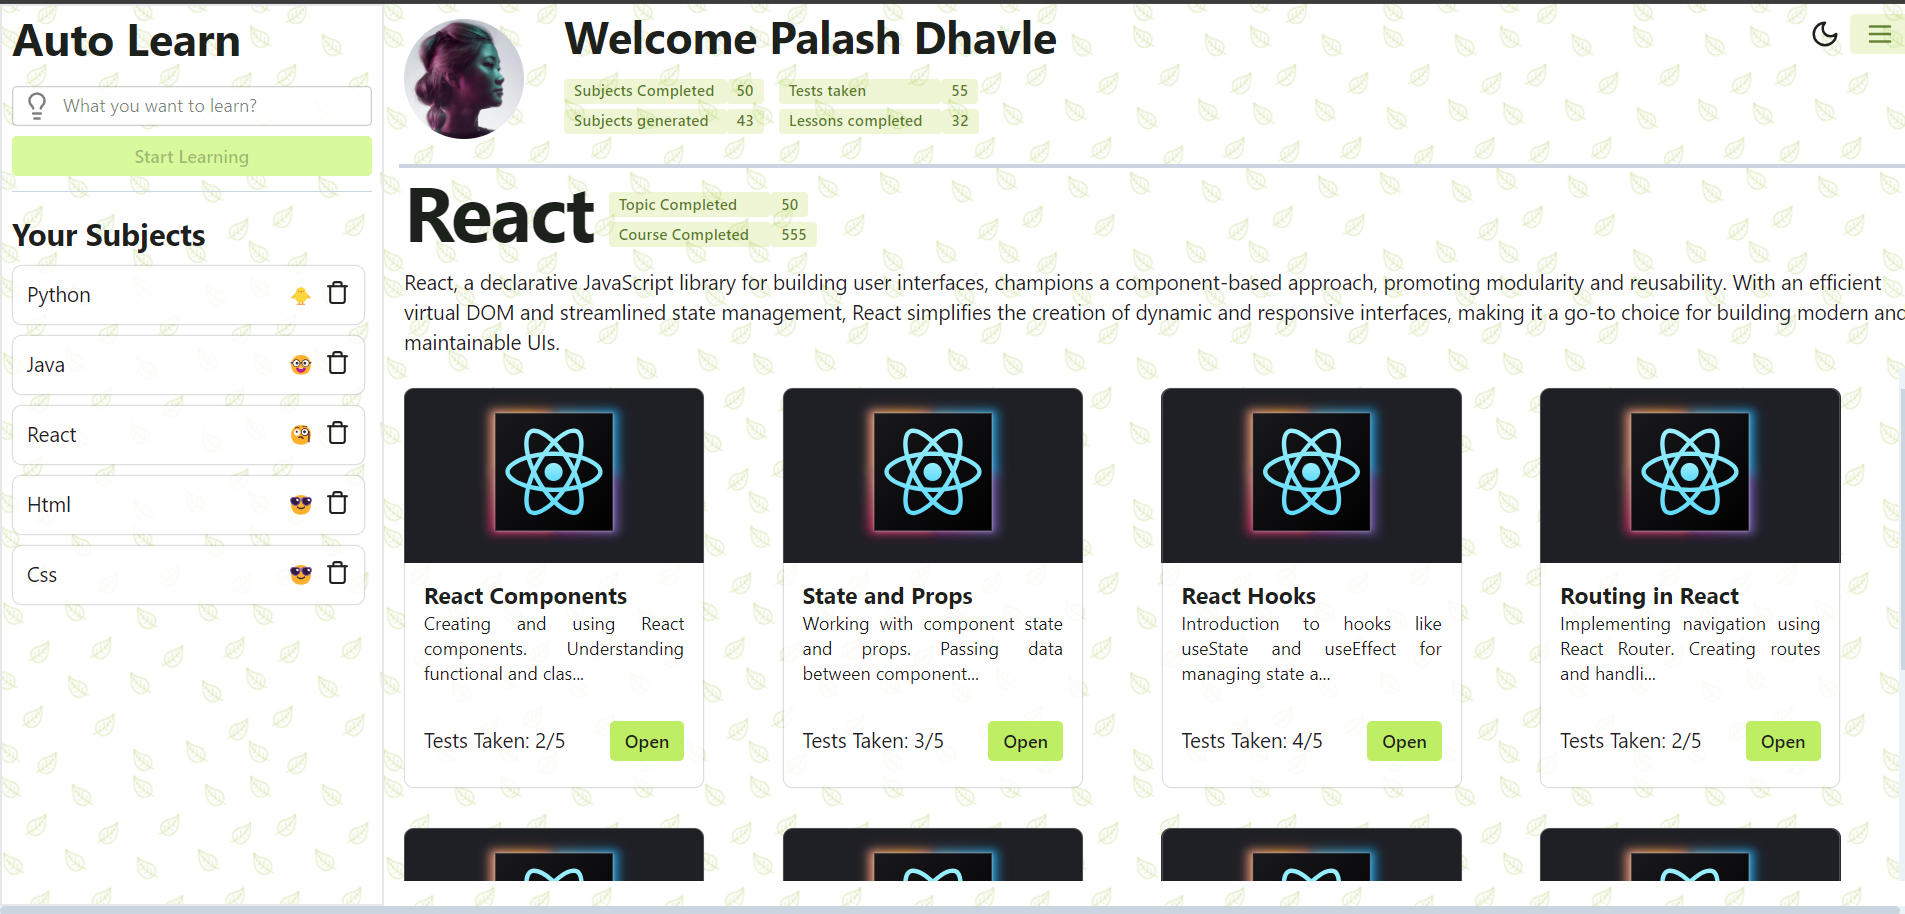 Auto Learn
What you want to learn?
Start Learning
Your Subjects
Python
Java
React
Html
Css
Welcome Palash Dhavle
Subjects Completed 50 Tests taken 55
Subjects generated 43 Lessons completed 32
React
Topic Completed 50
Course Completed 555
React, a declarative JavaScript library for building user interfaces, champions a component-based approach, promoting modularity and reusability. With an efficient
virtual DOM and streamlined state management, React simplifies the creation of dynamic and responsive interfaces, making it a go-to choice for building modern and
maintainable UIs.
React Components
Creating and using React
components. Understanding
functional and clas...
Tests Taken: 2/5 Open
State and Props
Working with component state
and props. Passing data
between component...
Tests Taken: 3/5 Open
React Hooks
Introduction to hooks like
useState and useEffect for
managing state a...
Tests Taken: 4/5 Open
Routing in React
Implementing navigation using
React Router. Creating routes
and handli...
Tests Taken: 2/5 Open